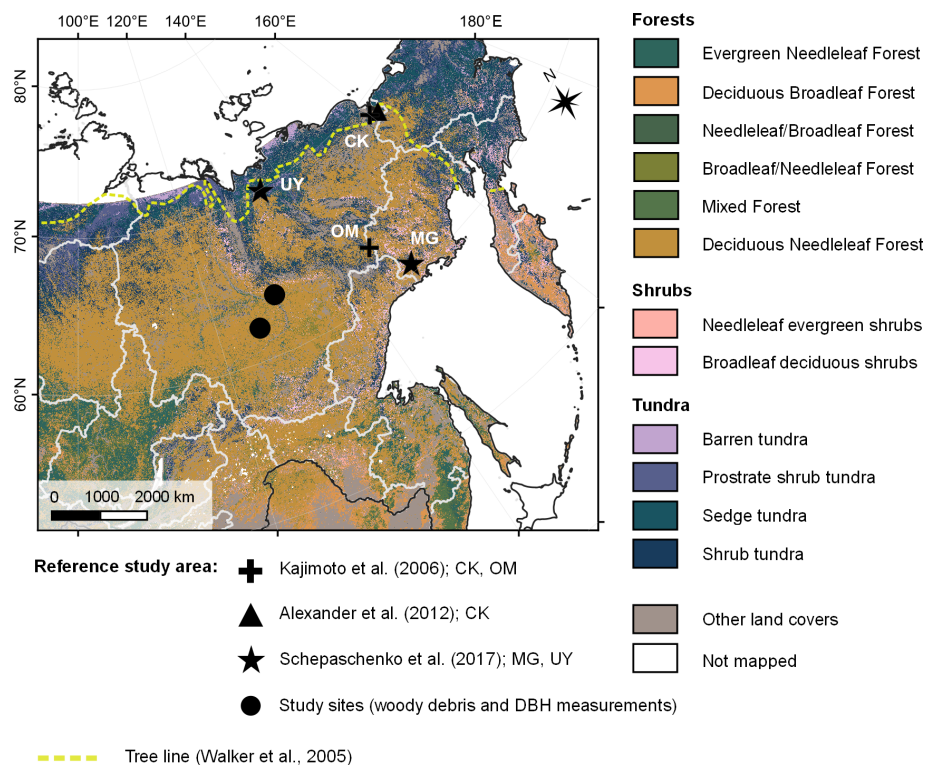 100°E 120°E 140°E 160°E 180°E
80°N
70°N
60°N
N
CK
UY
OM
MG
0 1000 2000 km
Forests
Evergreen Needleleaf Forest
Deciduous Broadleaf Forest
Needleleaf/Broadleaf Forest
Broadleaf/Needleleaf Forest
Mixed Forest
Deciduous Needleleaf Forest
Shrubs
Needleleaf evergreen shrubs
Broadleaf deciduous shrubs
Tundra
Barren tundra
Prostrate shrub tundra
Sedge tundra
Shrub tundra
Other land covers
Not mapped
Reference study area:
Kajimoto et al. (2006); CK, OM
Alexander et al. (2012); CK
Schepaschenko et al. (2017); MG, UY
Study sites (woody debris and DBH measurements)
Tree line (Walker et al., 2005)